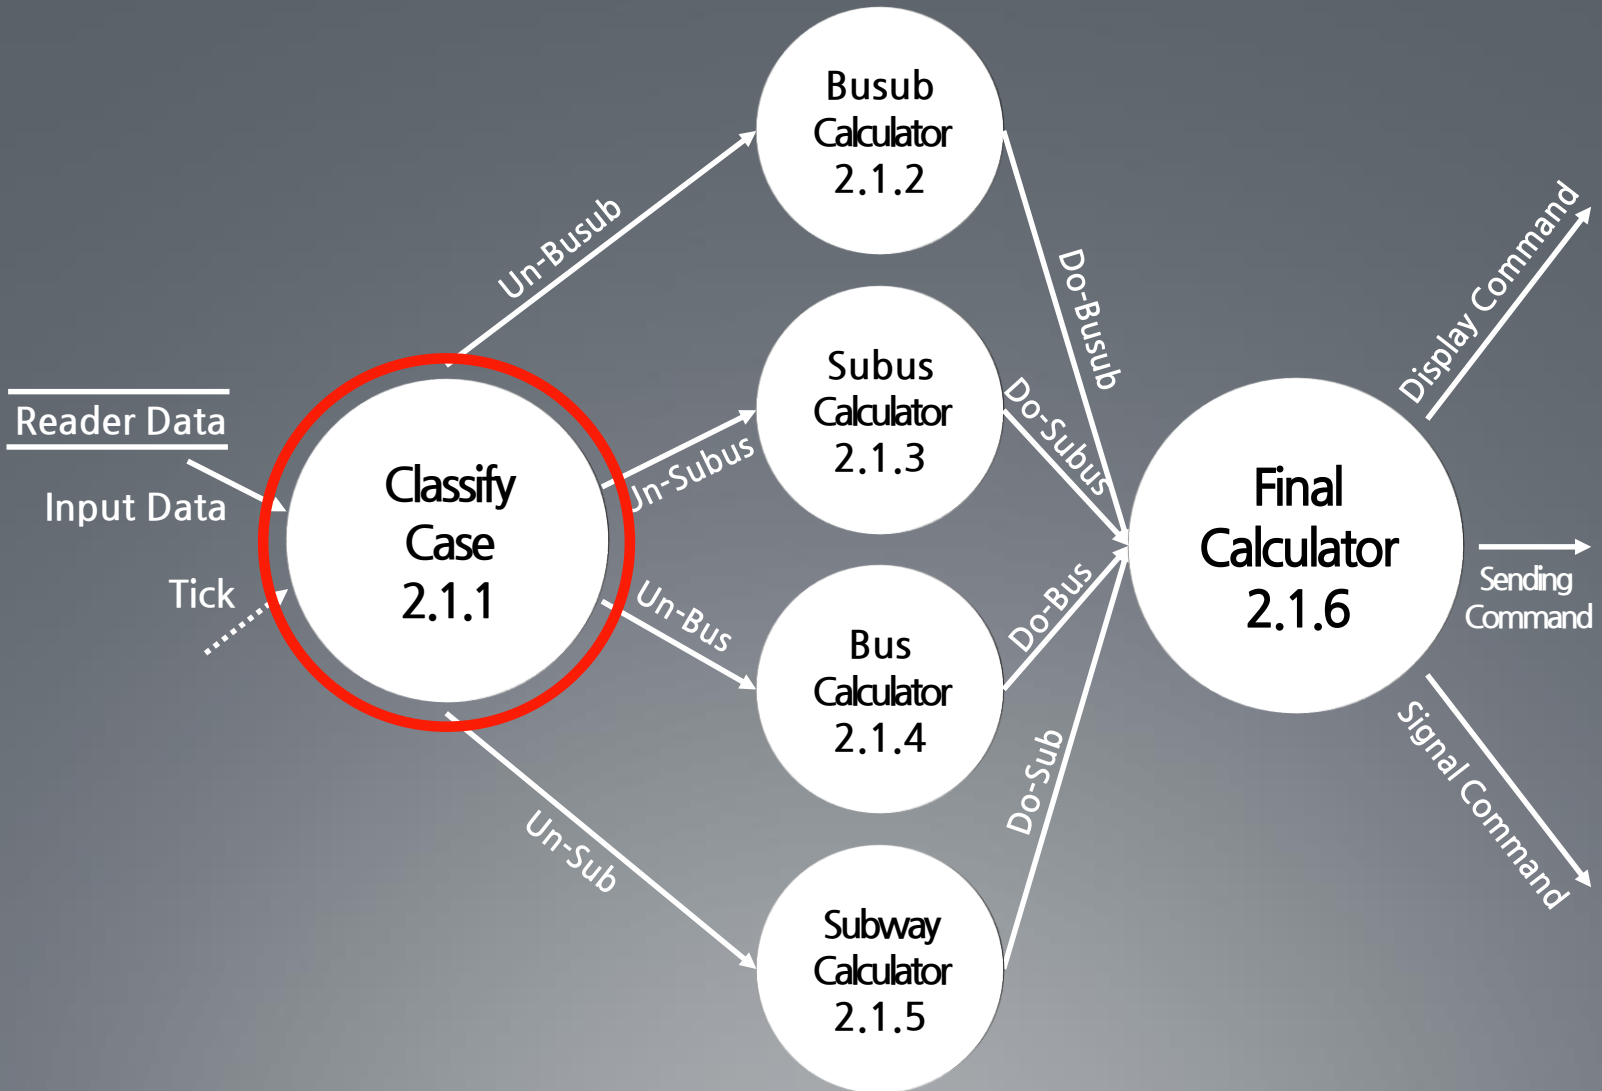 Busub
Calculator
2.1.2
Un-Busub
Do-Busub
Display Command
Subus
Calculator
2.1.3
Un-Subus
Do-Subus
Reader Data
Input Data
Tick
Classify
Case
2.1.1
Final
Calculator
2.1.6
Sending
Command
Un-Bus
Bus
Calculator
2.1.4
Do-Bus
Un-Sub
Do-Sub
Signal Command
Subway
Calculator
2.1.5